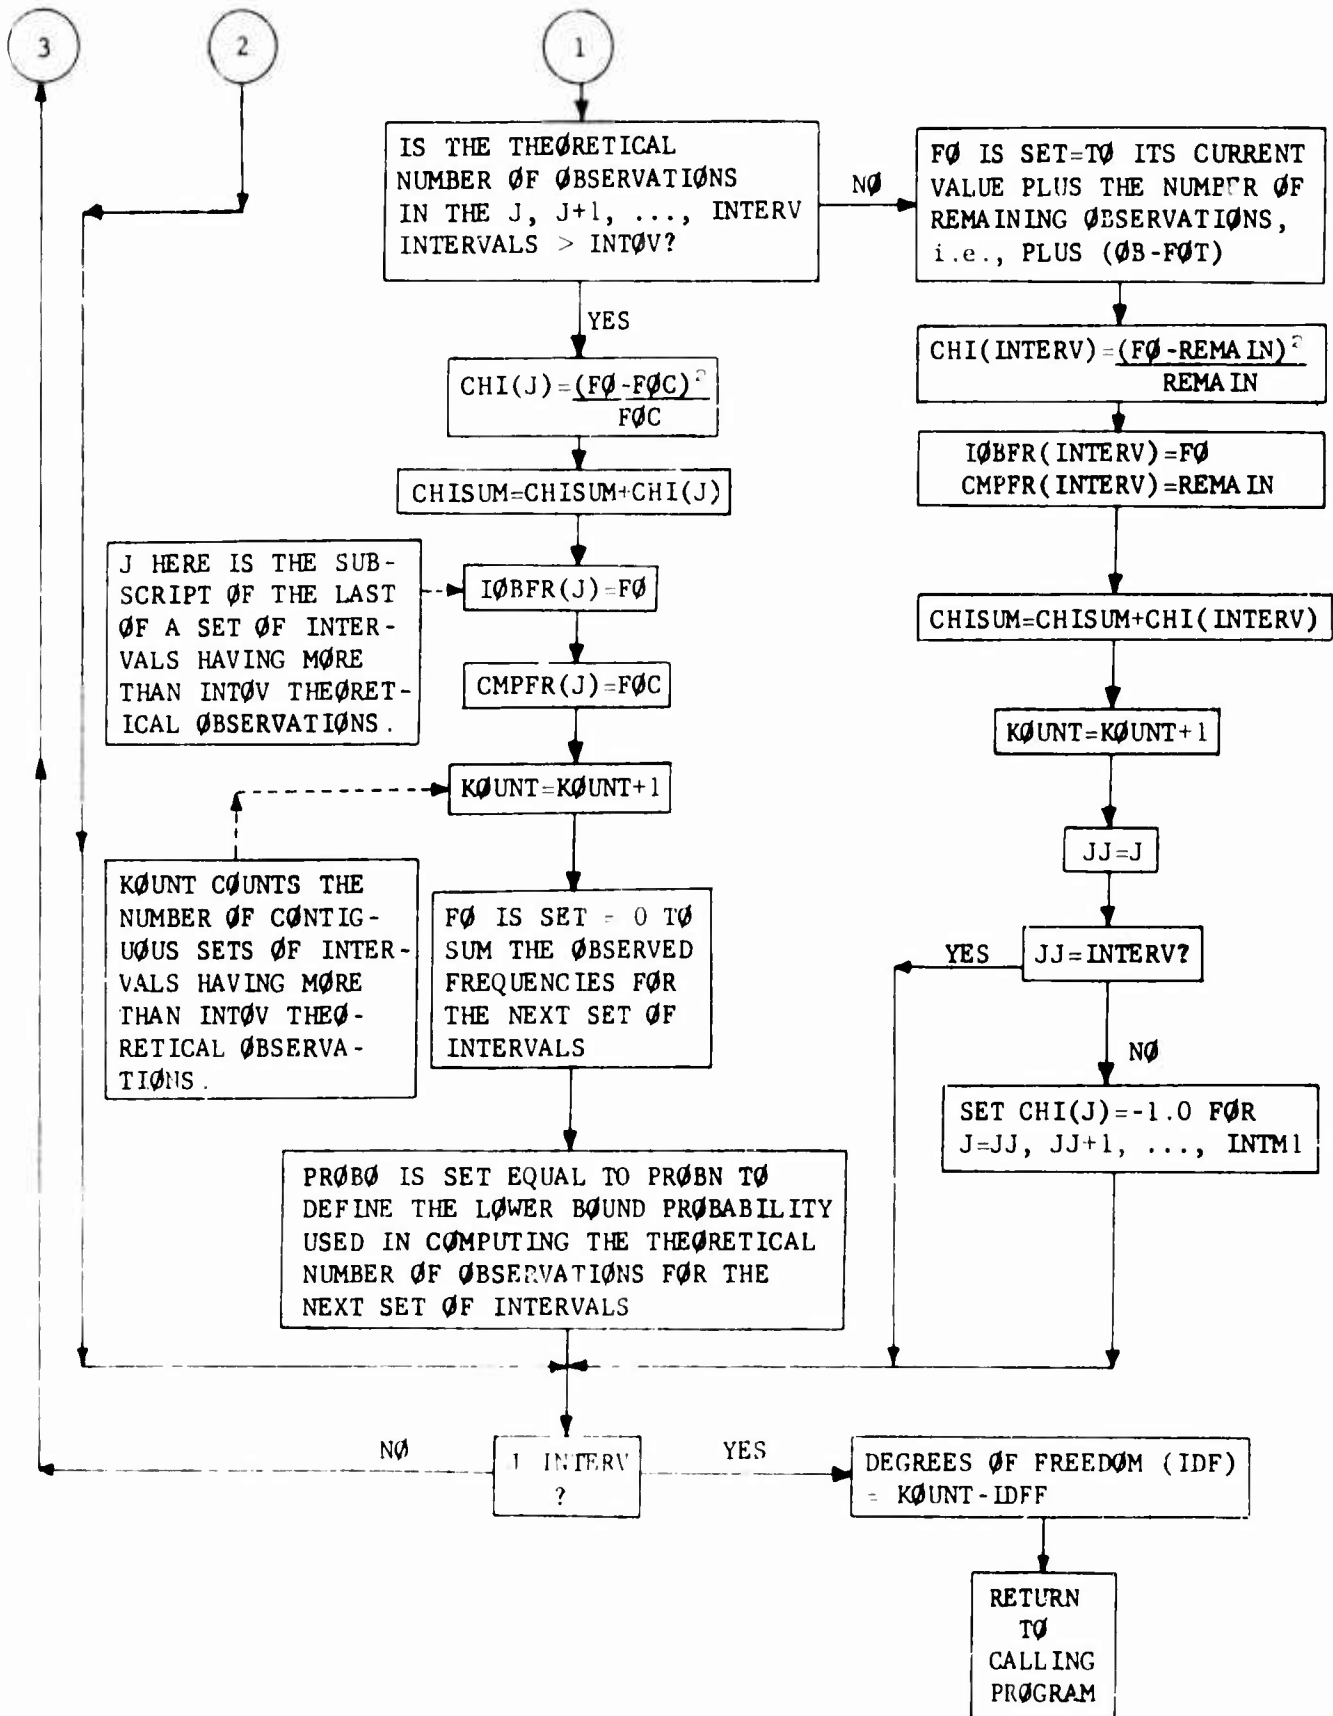 3
2
1
IS THE THEØRETICAL
NUMBER ØF ØBSERVATIØNS
IN THE J, J+1, ..., INTERV
INTERVALS > INTØV?
NØ
FØ IS SET=TØ ITS CURRENT
VALUE PLUS THE NUMBER ØF
REMAINING ØBSERVATIØNS,
i.e., PLUS (ØB-FØT)
YES
CHI(J)=(FØ-FØC)²
FØC
CHI(INTERV)=(FØ-REMAIN)²
REMAIN
CHISUM=CHISUM+CHI(J)
IØBFR(INTERV)=FØ
CMPFR(INTERV)=REMAIN
J HERE IS THE SUB-
SCRIPT ØF THE LAST
ØF A SET ØF INTER-
VALS HAVING MØRE
THAN INTØV THEØRET-
ICAL ØBSERVATIØNS.
IØBFR(J)=FØ
CMPFR(J)=FØC
CHISUM=CHISUM+CHI(INTERV)
KØUNT=KØUNT+1
KØUNT=KØUNT+1
JJ=J
KØUNT CØUNTS THE
NUMBER ØF CØNTIG-
UØUS SETS ØF INTER-
VALS HAVING MØRE
THAN INTØV THEØ-
RETICAL ØBSERVA-
TIØNS.
FØ IS SET = 0 TØ
SUM THE ØBSERVED
FREQUENCIES FØR
THE NEXT SET ØF
INTERVALS
YES
JJ=INTERV?
NØ
SET CHI(J)=-1.0 FØR
J=JJ, JJ+1, ..., INTM1
PRØBØ IS SET EQUAL TO PRØBN TØ
DEFINE THE LØWER BØUND PRØBABILITY
USED IN CØMPUTING THE THEØRETICAL
NUMBER ØF ØBSERVATIØNS FØR THE
NEXT SET ØF INTERVALS
NØ
J INTERV
?
YES
DEGREES ØF FREEDØM (IDF)
= KØUNT-IDFF
RETURN
TØ
CALLING
PRØGRAM